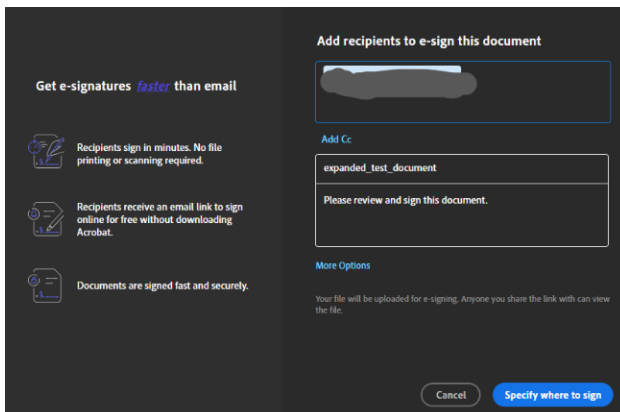 Get e-signatures faster than email
Recipients sign in minutes. No file
printing or scanning required.
Recipients receive an email link to sign
online for free without downloading
Acrobat.
Documents are signed fast and securely.
Add recipients to e-sign this document
Add Cc
expanded_test_document
Please review and sign this document.
More Options
Your file will be uploaded for e-signing. Anyone you share the link with can view
the file.
Cancel
Specify where to sign